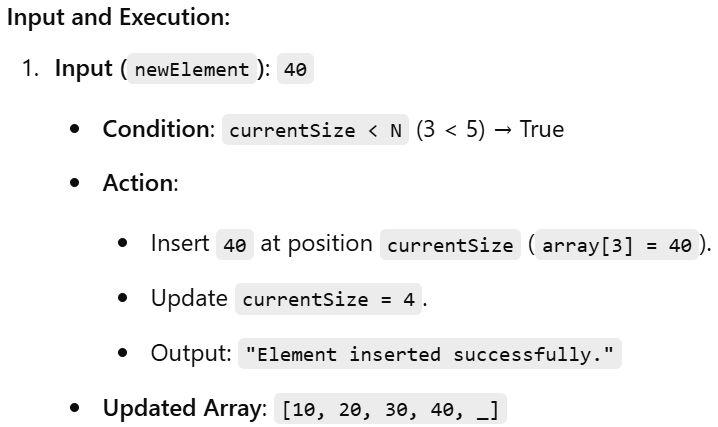 Input and Execution:
1. Input (newElement): 40
• Condition: currentSize < N (3 < 5) → True
• Action:
• Insert 40 at position currentSize (array[3] = 40).
• Update currentSize = 4.
• Output: "Element inserted successfully."
• Updated Array: [10, 20, 30, 40, _]